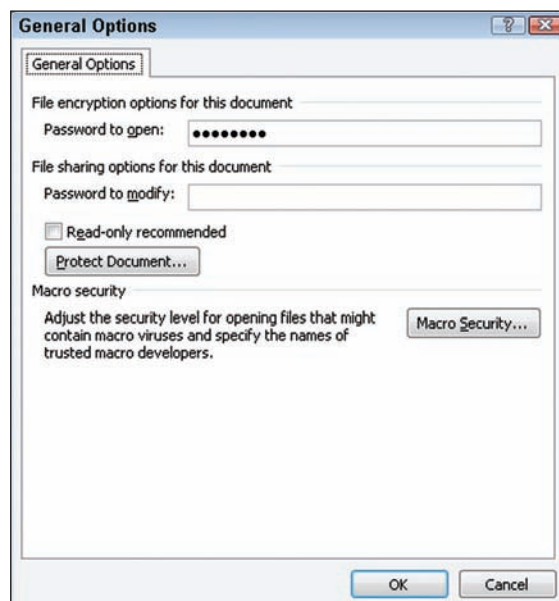 General Options
General Options
File encryption options for this document
Password to open: ●●●●●●●●
File sharing options for this document
Password to modify:
Read-only recommended
Protect Document...
Macro security
Adjust the security level for opening files that might
contain macro viruses and specify the names of
trusted macro developers.
Macro Security...
OK
Cancel